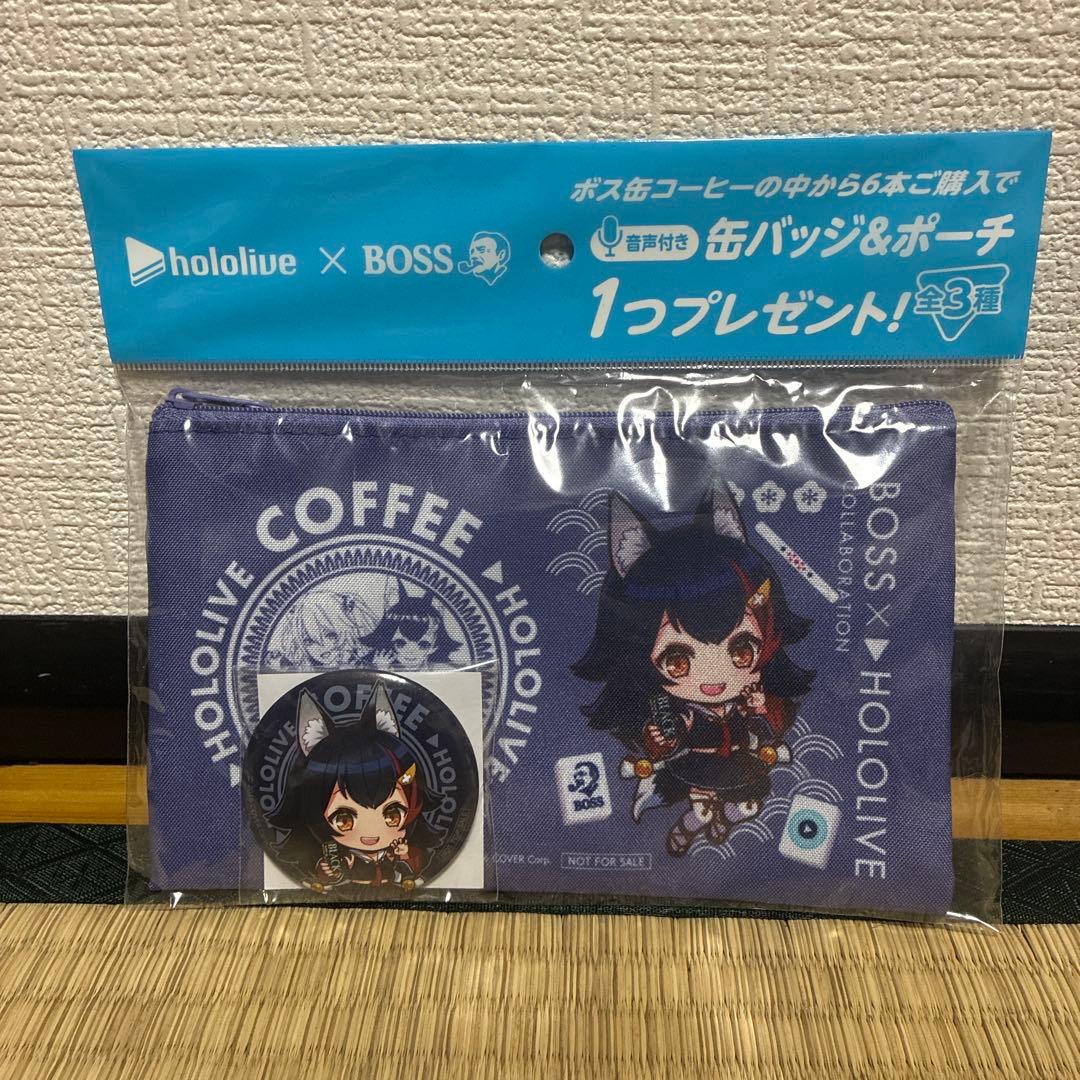 hololive × BOSS
ボス缶コーヒーの中から6本ご購入で
音声付き 缶バッジ&ポーチ
1つプレゼント! 全3種
HOLOLIVE COFFEE HOLOLIVE
BOSS×HOLOLIVE
COLLABORATION
BLACK
BOSS
COVER Corp. NOT FOR SALE
HOLOLIVE COFFEE HOLOLIVE
BLACK